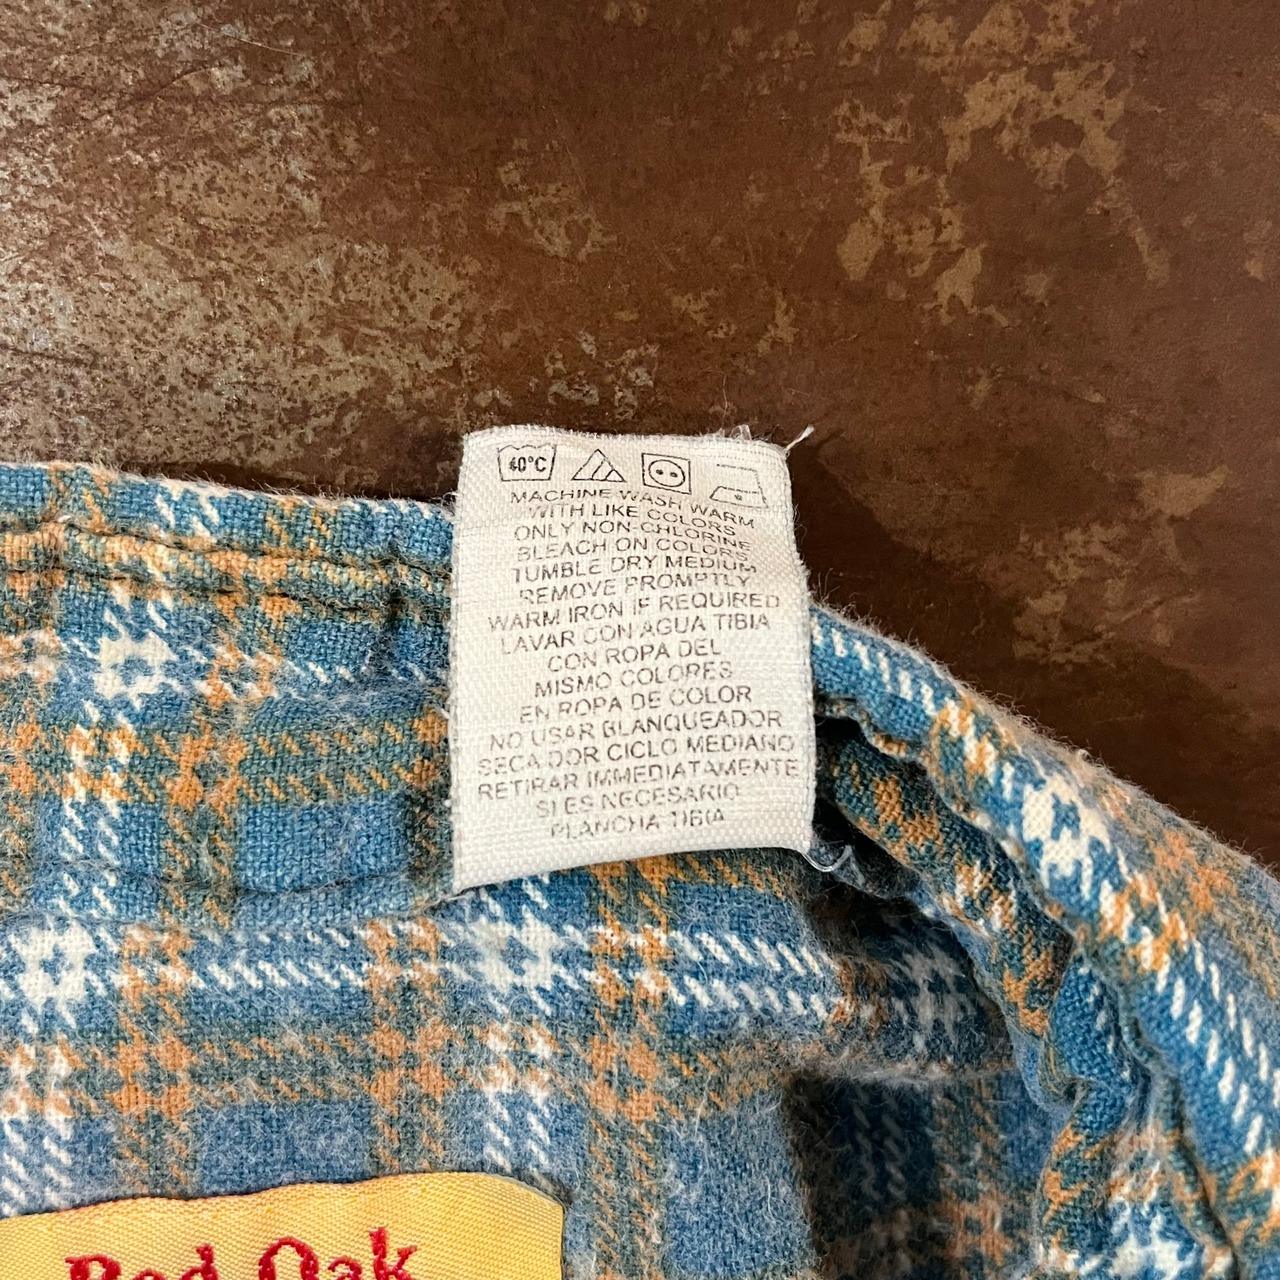 40°C
MACHINE WASH WARM
WITH LIKE COLORS
ONLY NON-CHLORINE
BLEACH ON COLORS
TUMBLE DRY MEDIUM
REMOVE PROMPTLY
WARM IRON IF REQUIRED
LAVAR CON AGUA TIBIA
CON ROPA DEL
MISMO COLORES
EN ROPA DE COLOR
NO USAR BLANQUEADOR
SECADOR CICLO MEDIANO
RETIRAR IMMEDIATAMENTE
SI ES NECESARIO
PLANCHA TIBIA
Red Oak